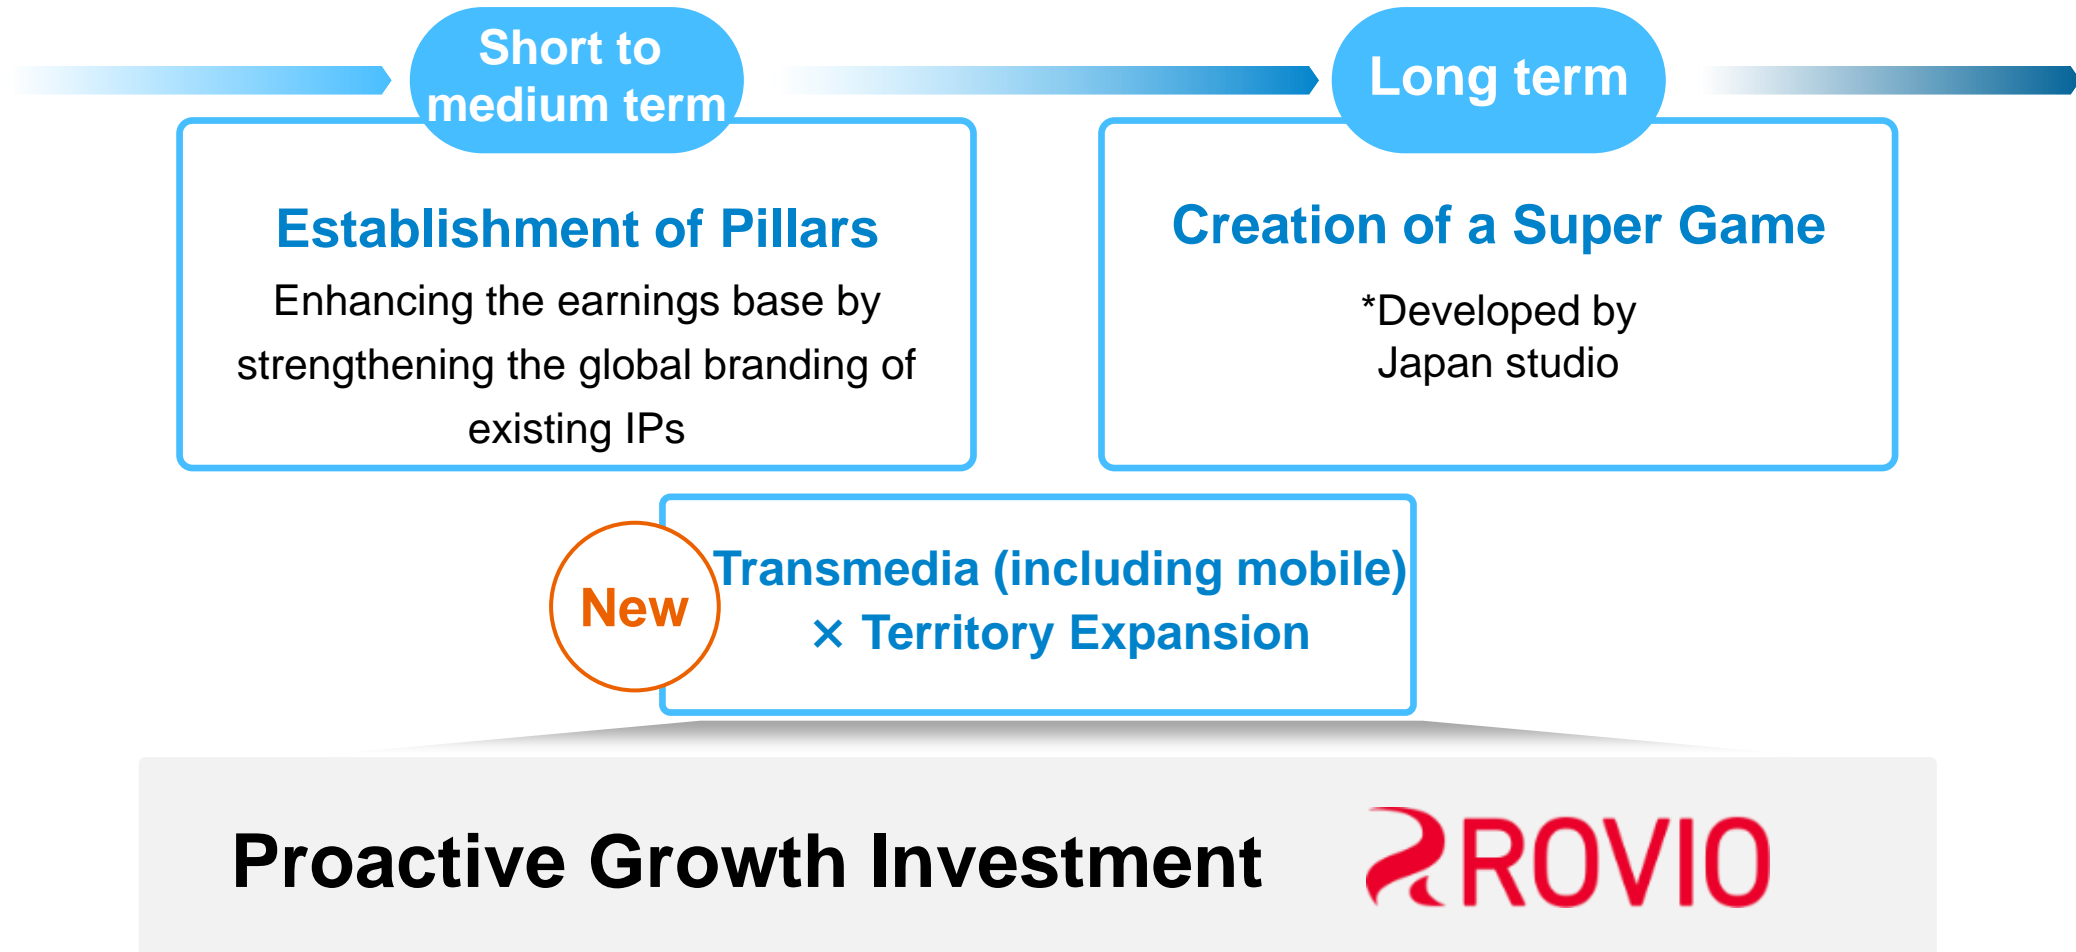 Short to
medium term
Long term
Establishment of Pillars
Enhancing the earnings base by
strengthening the global branding of
existing IPs
Creation of a Super Game
*Developed by
Japan studio
New
Transmedia (including mobile)
× Territory Expansion
Proactive Growth Investment
ROVIO